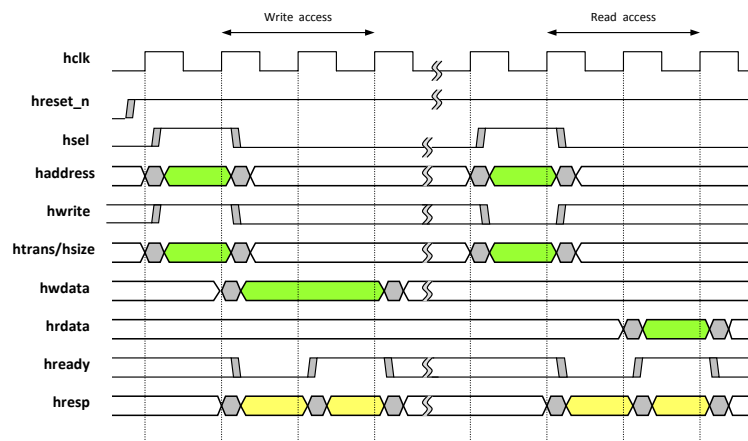 Write access
Read access
hclk
hreset_n
hsel
haddress
hwrite
htrans/hsize
hwdata
hrdata
hready
hresp